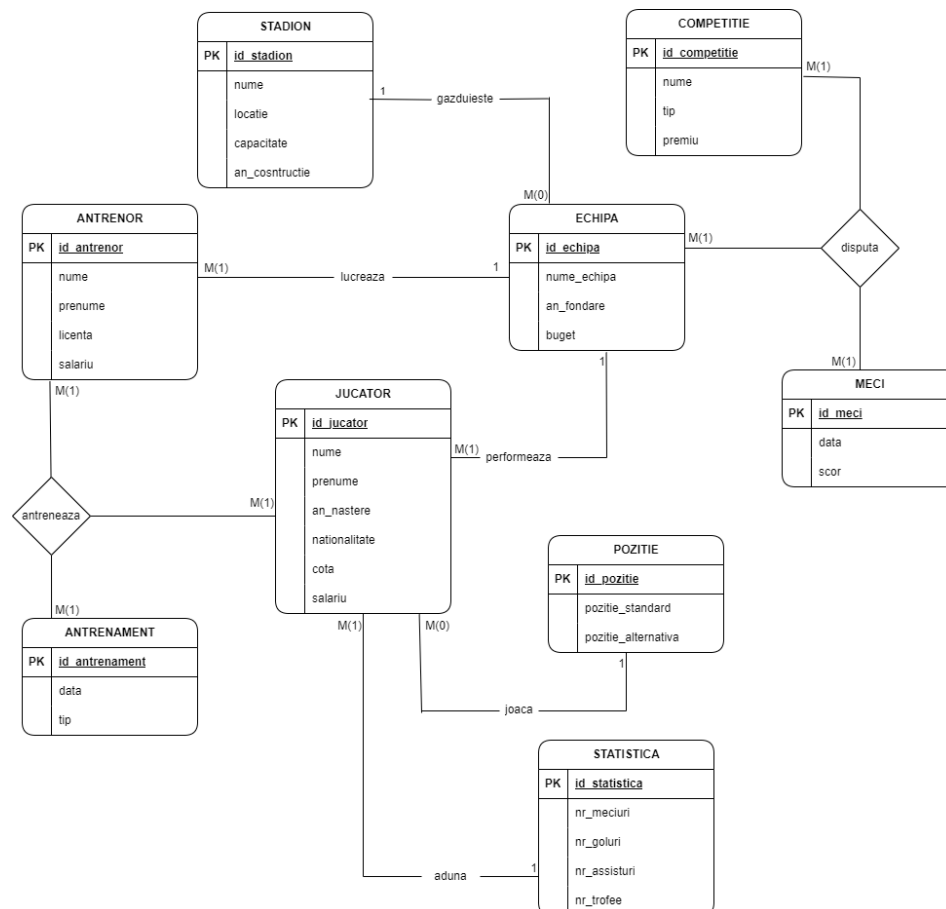 STADION
PK id_stadion
nume
locatie
capacitate
an_cosntructie
COMPETITIE
PK id_competitie
nume
tip
premiu
1
gazduieste
M(0)
M(1)
ANTRENOR
PK id_antrenor
nume
prenume
licenta
salariu
ECHIPA
PK id_echipa
nume_echipa
an_fondare
buget
M(1)
lucreaza
1
M(1)
disputa
M(1)
MECI
PK id_meci
data
scor
M(1)
JUCATOR
PK id_jucator
nume
prenume
an_nastere
nationalitate
cota
salariu
1
M(1)
performeaza
M(1)
antreneaza
M(1)
ANTRENAMENT
PK id_antrenament
data
tip
POZITIE
PK id_pozitie
pozitie_standard
pozitie_alternativa
M(1)
M(0)
1
joaca
STATISTICA
PK id_statistica
nr_meciuri
nr_goluri
nr_assisturi
nr_trofee
aduna
1